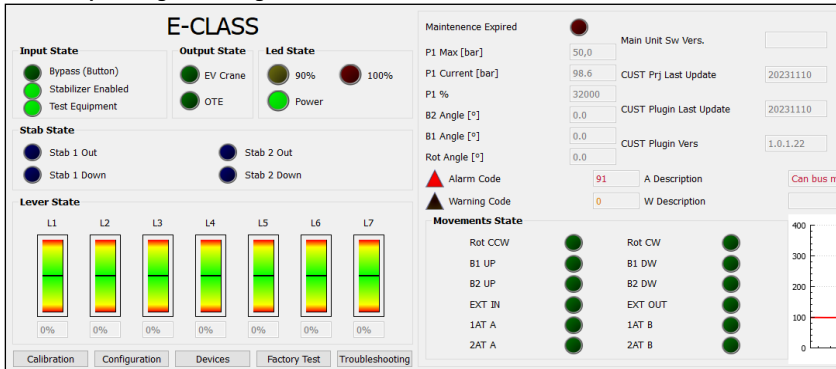 E-CLASS
Input State
Bypass (Button)
Stabilizer Enabled
Test Equipment
Output State
EV Crane
OTE
Led State
90%
100%
Power
Stab State
Stab 1 Out
Stab 2 Out
Stab 1 Down
Stab 2 Down
Lever State
L1 L2 L3 L4 L5 L6 L7
0% 0% 0% 0% 0% 0% 0%
Calibration Configuration Devices Factory Test Troubleshooting
Maintenence Expired
P1 Max [bar] 50,0
P1 Current [bar] 98.6
P1 % 32000
B2 Angle [°] 0.0
B1 Angle [°] 0.0
Rot Angle [°] 0.0
Main Unit Sw Vers.
CUST Prj Last Update 20231110
CUST Plugin Last Update 20231110
CUST Plugin Vers 1.0.1.22
Alarm Code 91 A Description Can bus m
Warning Code 0 W Description
Movements State
Rot CCW Rot CW
B1 UP B1 DW
B2 UP B2 DW
EXT IN EXT OUT
1AT A 1AT B
2AT A 2AT B
400
300
200
100
0
0